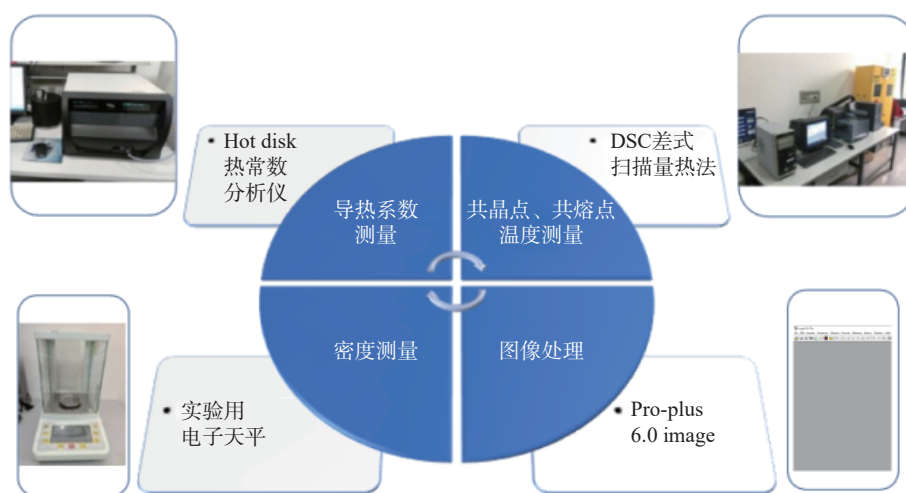 • Hot disk
热常数
分析仪
• DSC差式
扫描量热法
导热系数
测量
共晶点、共熔点
温度测量
密度测量
图像处理
• 实验用
电子天平
• Pro-plus
6.0 image